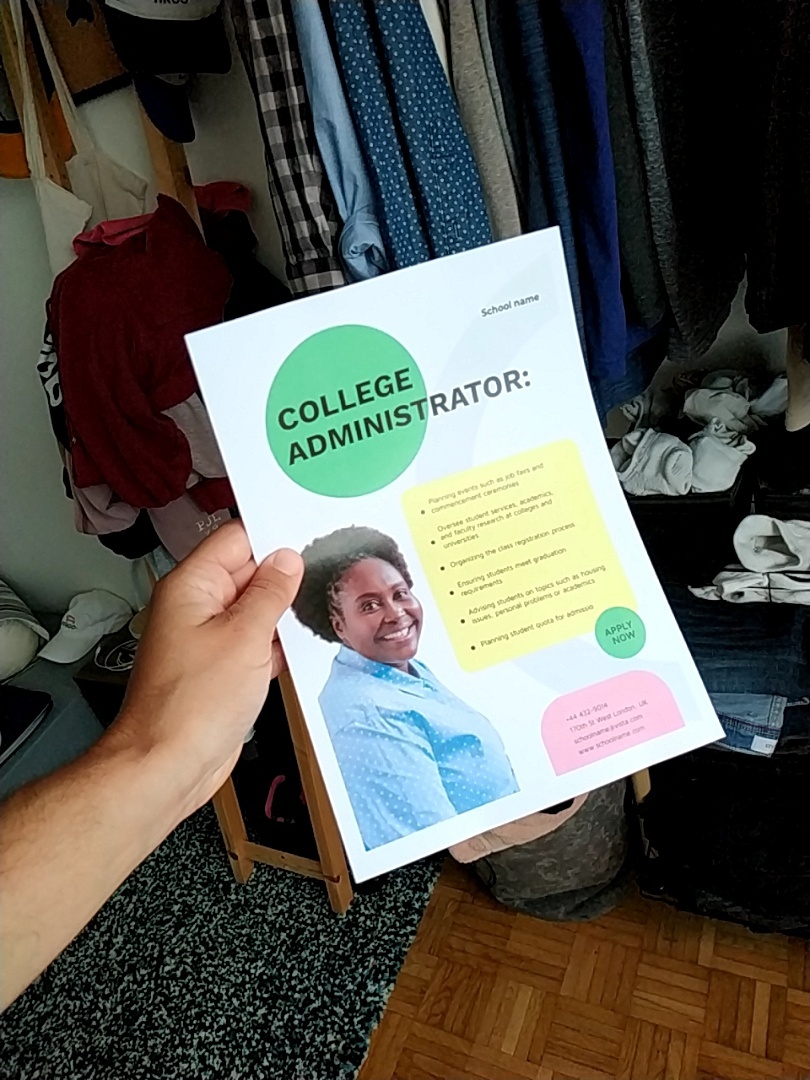 School name
COLLEGE
ADMINISTRATOR:
Planning events such as job fairs and
commencement ceremonies
Oversee student services, academics,
and faculty research at colleges and
universities
Organizing the class registration process
Ensuring students meet graduation
requirements
Advising students on topics such as housing
issues, personal problems or academics
Planning student quota for admissio
APPLY
NOW
+44 432-9014
170th St West London, UK
www.schoolname.com